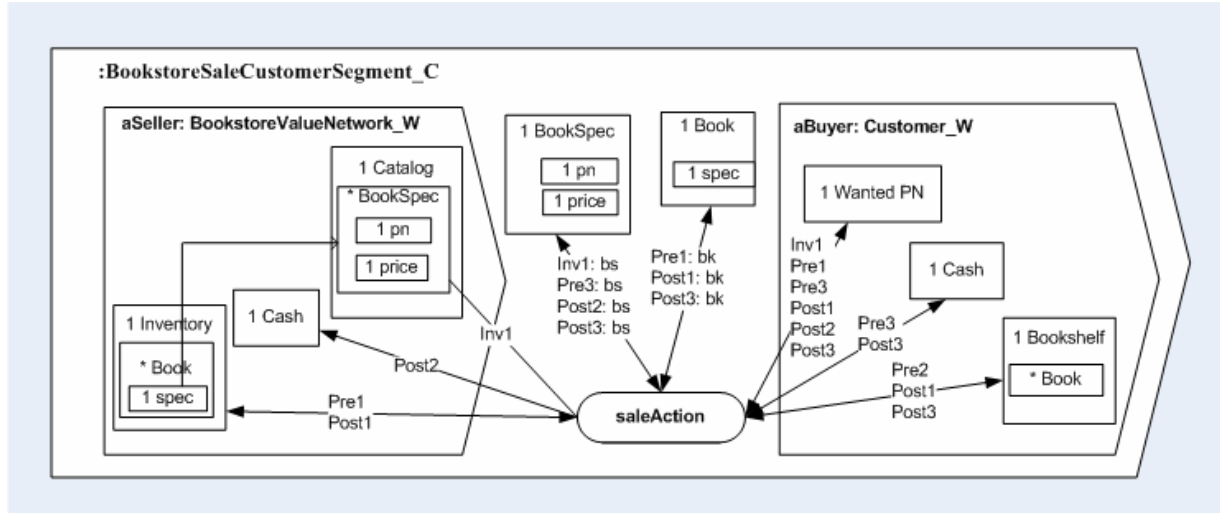 :BookstoreSaleCustomerSegment_C
aSeller: BookstoreValueNetwork_W
1 Catalog
* BookSpec
1 pn
1 price
1 Inventory
* Book
1 spec
1 Cash
Post2
Pre1
Post1
Inv1
1 BookSpec
1 pn
1 price
Inv1: bs
Pre3: bs
Post2: bs
Post3: bs
1 Book
1 spec
Pre1: bk
Post1: bk
Post3: bk
saleAction
aBuyer: Customer_W
1 Wanted PN
Inv1
Pre1
Pre3
Post1
Post2
Post3
1 Cash
Pre3
Post3
1 Bookshelf
* Book
Pre2
Post1
Post3